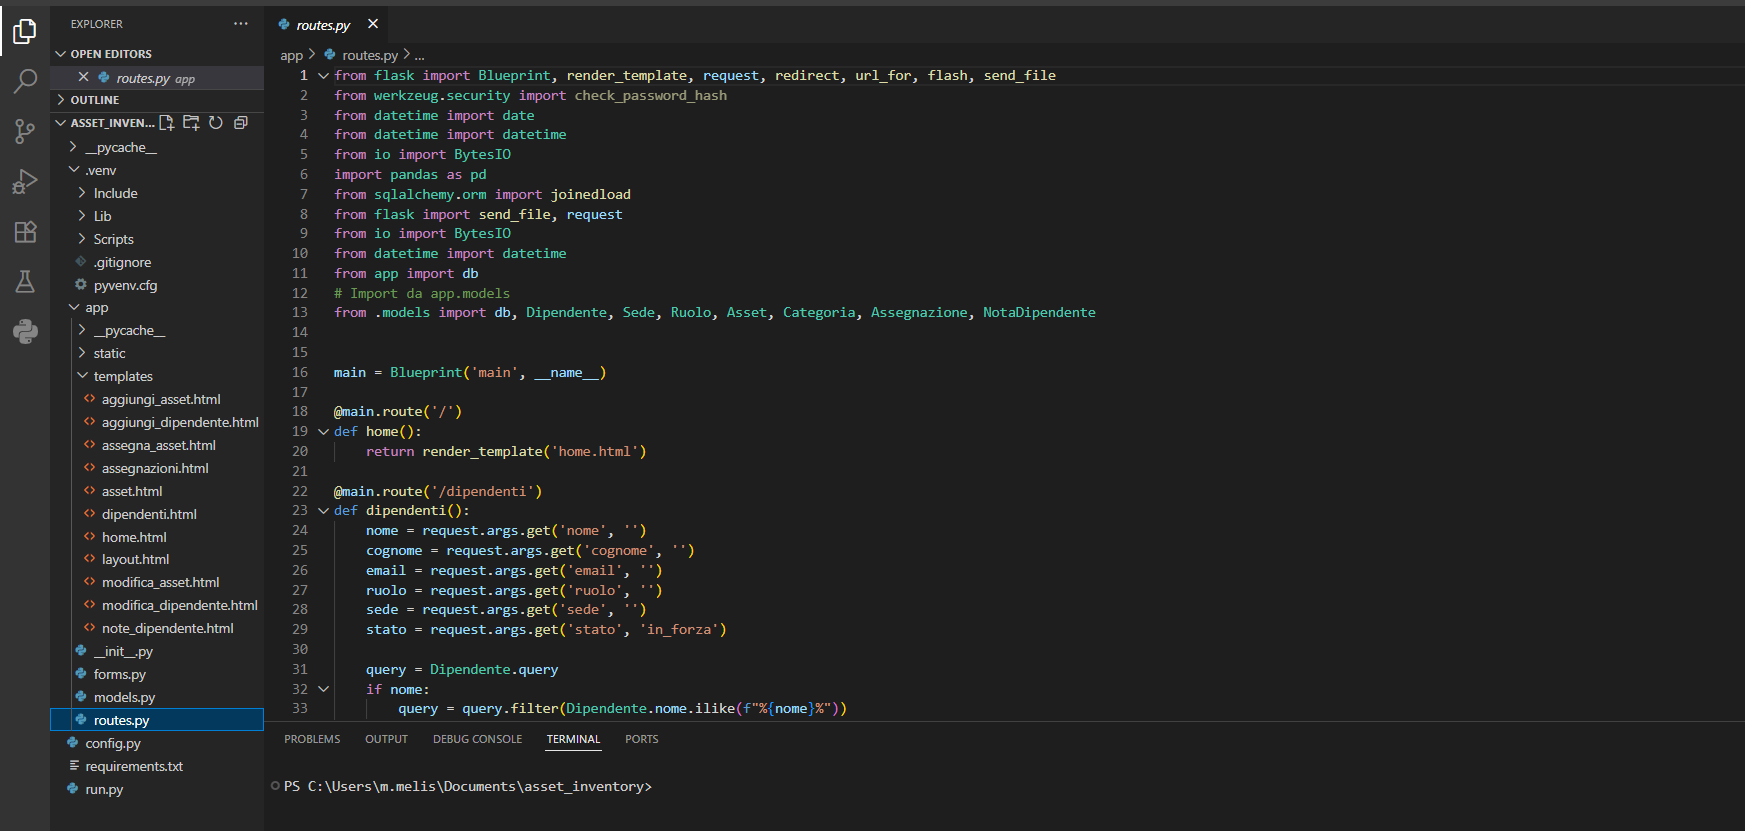 EXPLORER
OPEN EDITORS
routes.py app
OUTLINE
ASSET_INVEN...
__pycache__
.venv
Include
Lib
Scripts
.gitignore
pyvenv.cfg
app
__pycache__
static
templates
aggiungi_asset.html
aggiungi_dipendente.html
assegna_asset.html
assegnazioni.html
asset.html
dipendenti.html
home.html
layout.html
modifica_asset.html
modifica_dipendente.html
note_dipendente.html
__init__.py
forms.py
models.py
routes.py
config.py
requirements.txt
run.py
routes.py
app > routes.py > ...
1 from flask import Blueprint, render_template, request, redirect, url_for, flash, send_file
2 from werkzeug.security import check_password_hash
3 from datetime import date
4 from datetime import datetime
5 from io import BytesIO
6 import pandas as pd
7 from sqlalchemy.orm import joinedload
8 from flask import send_file, request
9 from io import BytesIO
10 from datetime import datetime
11 from app import db
12 # Import da app.models
13 from .models import db, Dipendente, Sede, Ruolo, Asset, Categoria, Assegnazione, NotaDipendente
14
15
16 main = Blueprint('main', __name__)
17
18 @main.route('/')
19 def home():
20     return render_template('home.html')
21
22 @main.route('/dipendenti')
23 def dipendenti():
24     nome = request.args.get('nome', '')
25     cognome = request.args.get('cognome', '')
26     email = request.args.get('email', '')
27     ruolo = request.args.get('ruolo', '')
28     sede = request.args.get('sede', '')
29     stato = request.args.get('stato', 'in_forza')
30
31     query = Dipendente.query
32     if nome:
33         query = query.filter(Dipendente.nome.ilike(f"%{nome}%"))
PROBLEMS OUTPUT DEBUG CONSOLE TERMINAL PORTS
PS C:\Users\m.melis\Documents\asset_inventory>